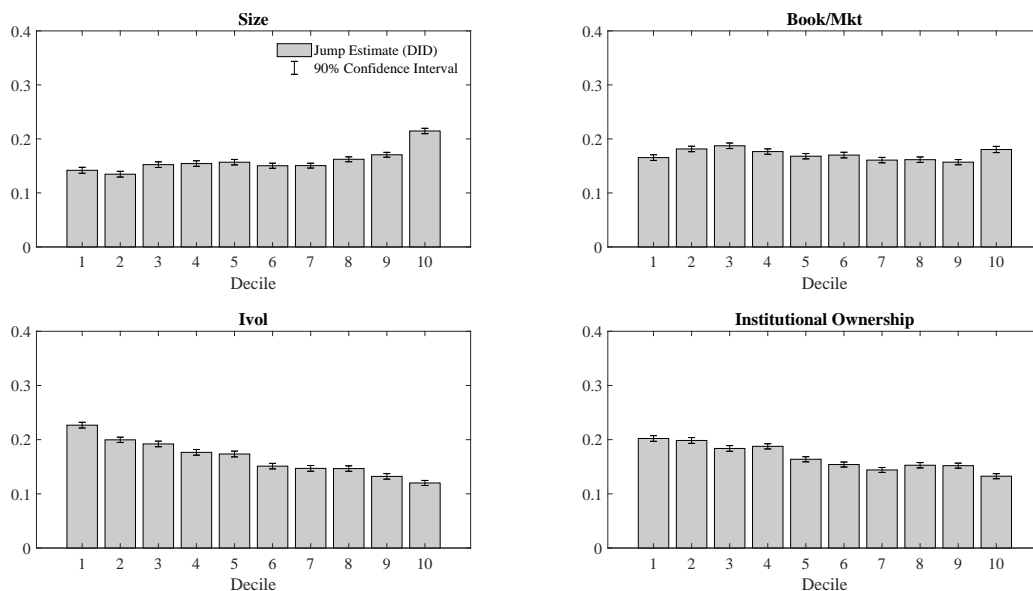 Size
0.4
0.3
0.2
0.1
0
1 2 3 4 5 6 7 8 9 10
Decile
Jump Estimate (DID)
90% Confidence Interval
Book/Mkt
0.4
0.3
0.2
0.1
0
1 2 3 4 5 6 7 8 9 10
Decile
Ivol
0.4
0.3
0.2
0.1
0
1 2 3 4 5 6 7 8 9 10
Decile
Institutional Ownership
0.4
0.3
0.2
0.1
0
1 2 3 4 5 6 7 8 9 10
Decile